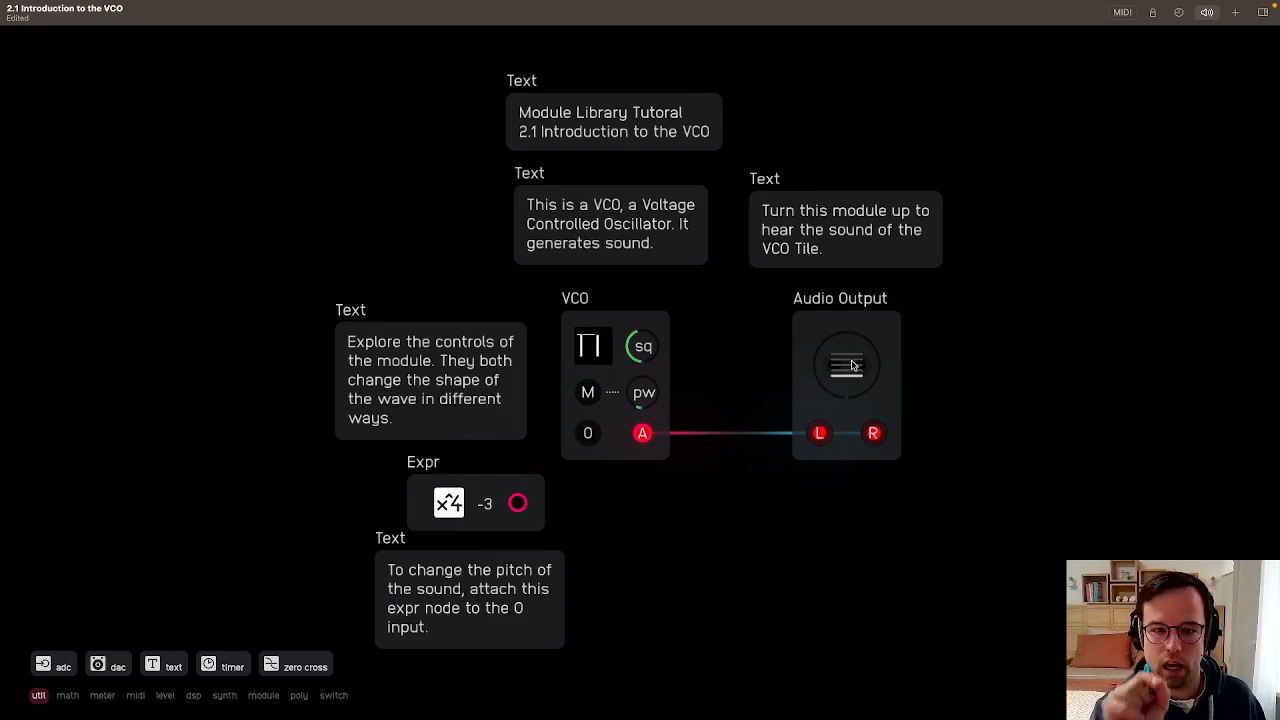 2.1 Introduction to the VCO
Edited
MIDI
Text
Module Library Tutoral
2.1 Introduction to the VCO
Text
This is a VCO, a Voltage
Controlled Oscillator. It
generates sound.
Text
Turn this module up to
hear the sound of the
VCO Tile.
Text
Explore the controls of
the module. They both
change the shape of
the wave in different
ways.
VCO
sq
M
pw
O
A
Audio Output
L
R
Expr
x^4
-3
Text
To change the pitch of
the sound, attach this
expr node to the O
input.
adc
dac
T text
timer
zero cross
util
math
meter
midi
level
dsp
synth
module
poly
switch